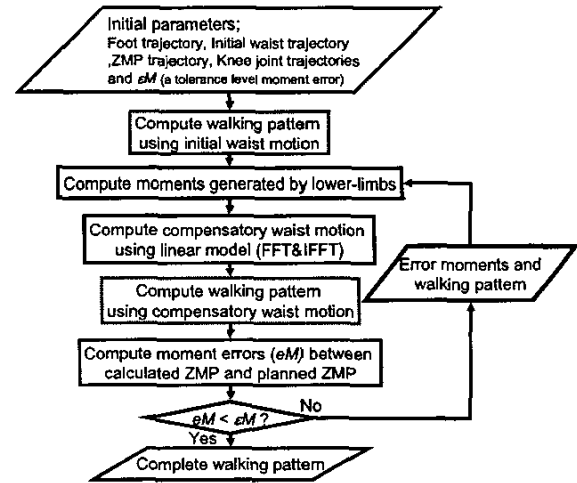 Initial parameters;
Foot trajectory, Initial waist trajectory
,ZMP trajectory, Knee joint trajectories
and εM (a tolerance level moment error)
Compute walking pattern
using initial waist motion
Compute moments generated by lower-limbs
Compute compensatory waist motion
using linear model (FFT&IFFT)
Error moments and
walking pattern
Compute walking pattern
using compensatory waist motion
Compute moment errors (eM) between
calculated ZMP and planned ZMP
eM < εM ?
No
Yes
Complete walking pattern